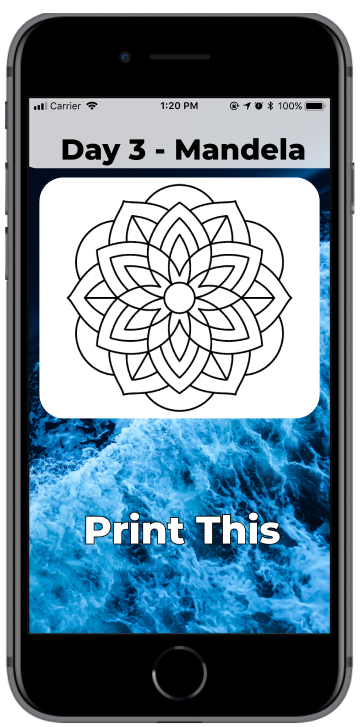 Carrier 1:20 PM 100%
Day 3 - Mandela
Print This